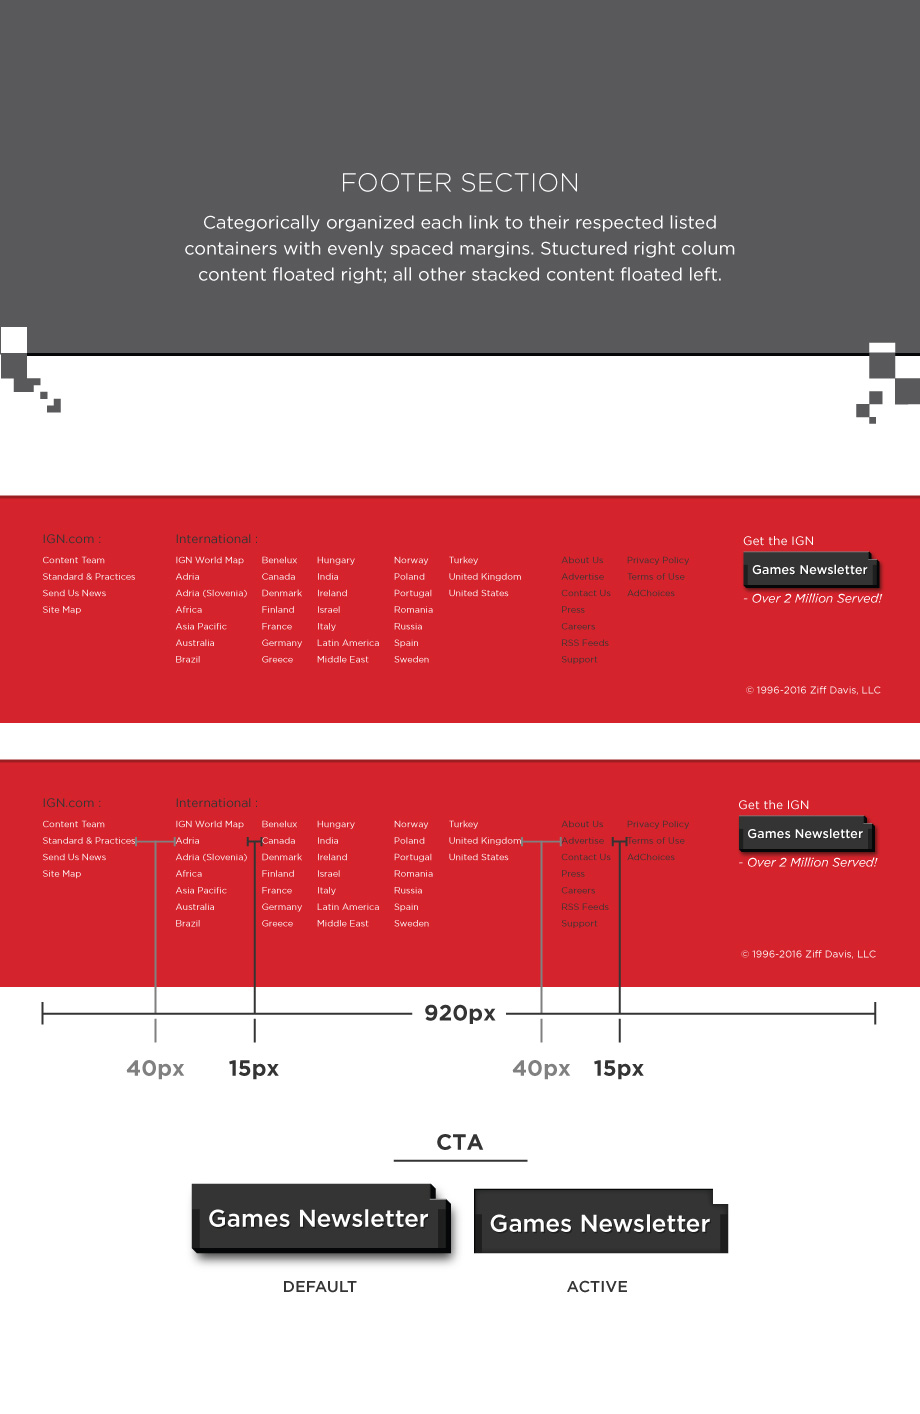 FOOTER SECTION
Categorically organized each link to their respected listed
containers with evenly spaced margins. Stuctured right colum
content floated right; all other stacked content floated left.
IGN.com :
Content Team
Standard & Practices
Send Us News
Site Map
International :
IGN World Map
Adria
Adria (Slovenia)
Africa
Asia Pacific
Australia
Brazil
Benelux
Canada
Denmark
Finland
France
Germany
Greece
Hungary
India
Ireland
Israel
Italy
Latin America
Middle East
Norway
Poland
Portugal
Romania
Russia
Spain
Sweden
Turkey
United Kingdom
United States
About Us
Advertise
Contact Us
Press
Careers
RSS Feeds
Support
Privacy Policy
Terms of Use
AdChoices
Get the IGN
Games Newsletter
- Over 2 Million Served!
© 1996-2016 Ziff Davis, LLC
IGN.com :
Content Team
Standard & Practices
Send Us News
Site Map
International :
IGN World Map
Adria
Adria (Slovenia)
Africa
Asia Pacific
Australia
Brazil
Benelux
Canada
Denmark
Finland
France
Germany
Greece
Hungary
India
Ireland
Israel
Italy
Latin America
Middle East
Norway
Poland
Portugal
Romania
Russia
Spain
Sweden
Turkey
United Kingdom
United States
About Us
Advertise
Contact Us
Press
Careers
RSS Feeds
Support
Privacy Policy
Terms of Use
AdChoices
Get the IGN
Games Newsletter
- Over 2 Million Served!
© 1996-2016 Ziff Davis, LLC
920px
40px
15px
40px
15px
CTA
Games Newsletter
Games Newsletter
DEFAULT
ACTIVE